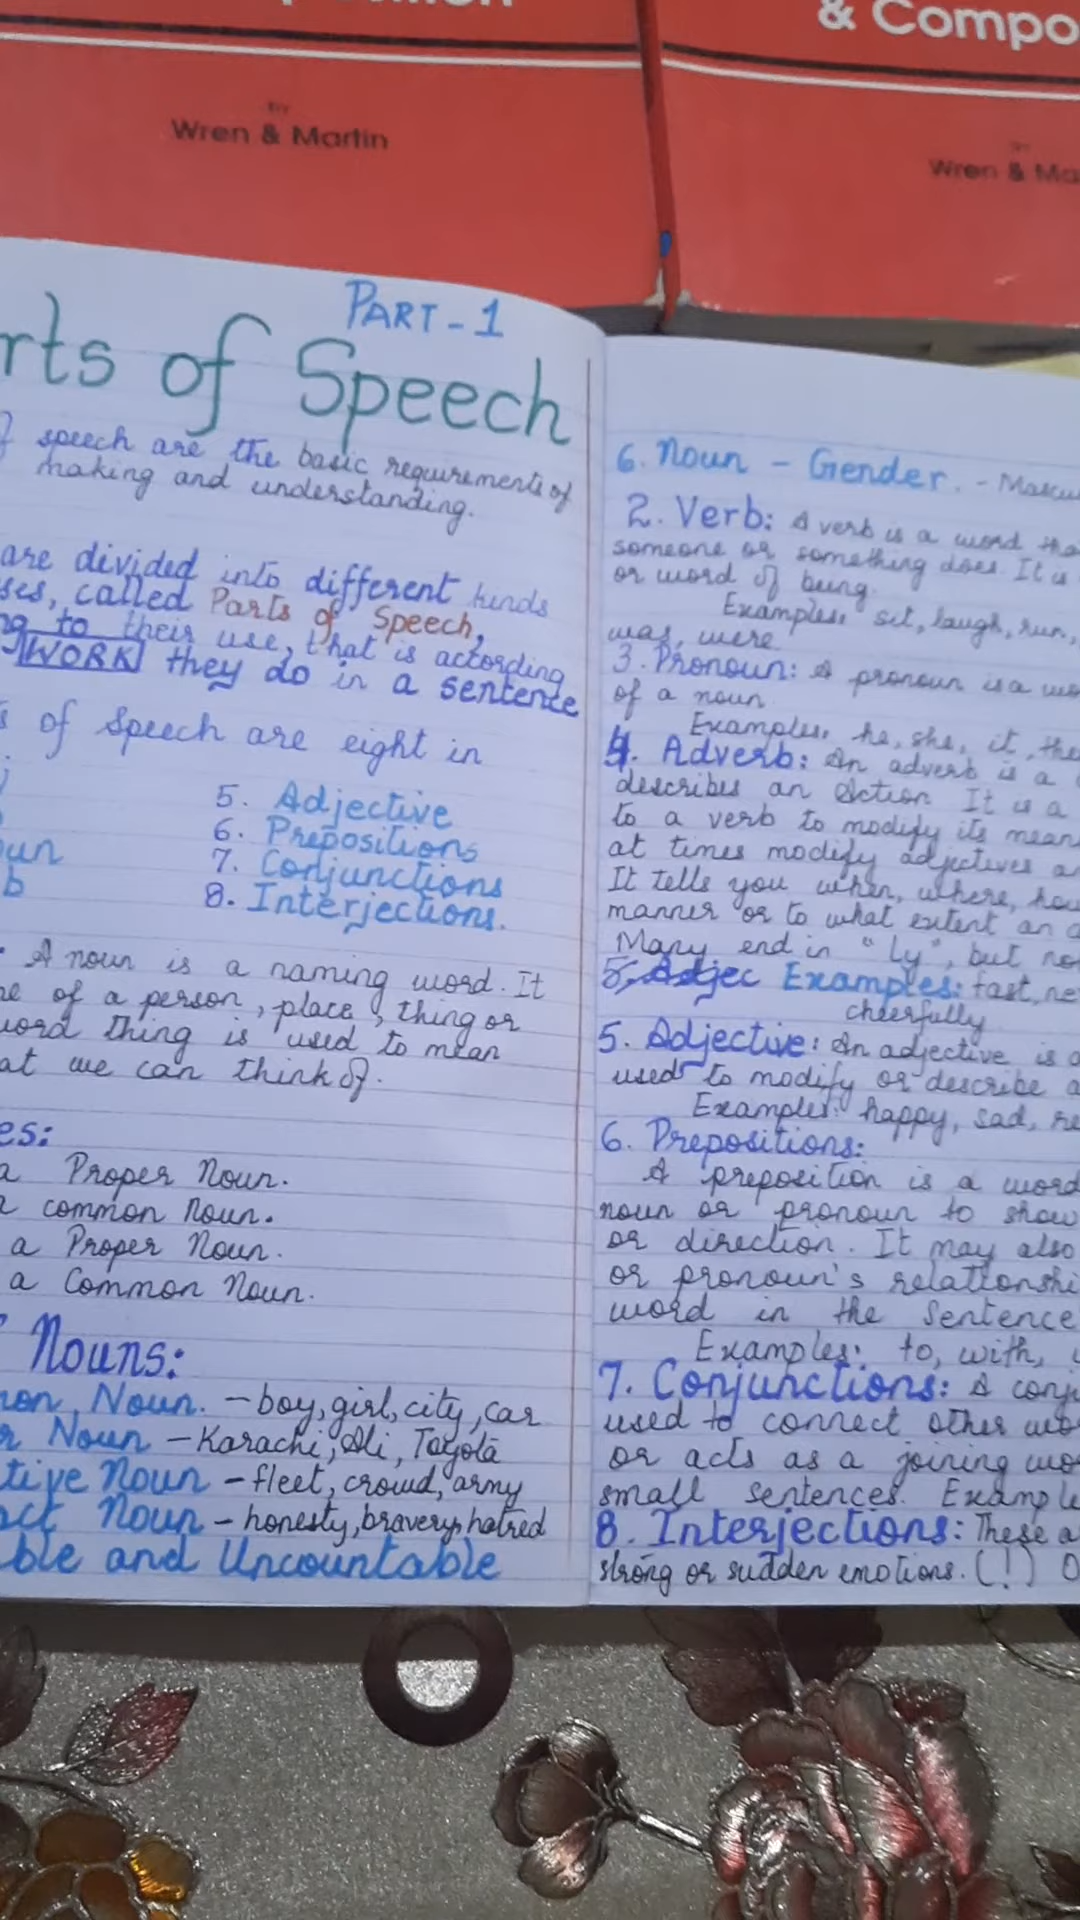 & Compo
BY
Wren & Martin
Wren & Ma
PART-1
rts of Speech
speech are the basic requirements of
making and understanding.
are divided into different kinds
ses, called Parts of Speech,
ng to their use, that is according
WORK they do in a sentence
s of Speech are eight in
5. Adjective
6. Prepositions
oun 7. Conjunctions
b 8. Interjections.
A noun is a naming word. It
me of a person, place, thing or
word thing is used to mean
at we can think of.
es:
a Proper Noun.
a common Noun.
a Proper Noun.
a Common Noun.
Nouns:
mon Noun. - boy, girl, city, car
r Noun - Karachi, Ali, Toyota
tive Noun - fleet, crowd, army
act Noun - honesty, bravery, hatred
ble and Uncountable
6. Noun - Gender. - Mascu
2. Verb: A verb is a word tha
someone or something does. It is
or word of being.
Examples: sit, laugh, run,
was, were
3. Pronoun: A pronoun is a wo
of a noun
Examples: he, she, it, the
4. Adverb: An adverb is a
describes an Action. It is a
to a verb to modify its mean
at times modify adjectives a
It tells you when, where, how
manner or to what extent an a
Many end in "Ly", but no
5. Adjec Examples: fast, ne
cheerfully
5. Adjective: An adjective is a
used to modify or describe a
Examples: happy, sad, re
6. Prepositions:
A preposition is a word
noun or pronoun to show
or direction. It may also
or pronoun's relationshi
word in the Sentence
Examples: to, with,
7. Conjunctions: A conju
used to connect other wo
or acts as a joining wo
small sentences. Example
8. Interjections: These a
strong or sudden emotions. (!) O